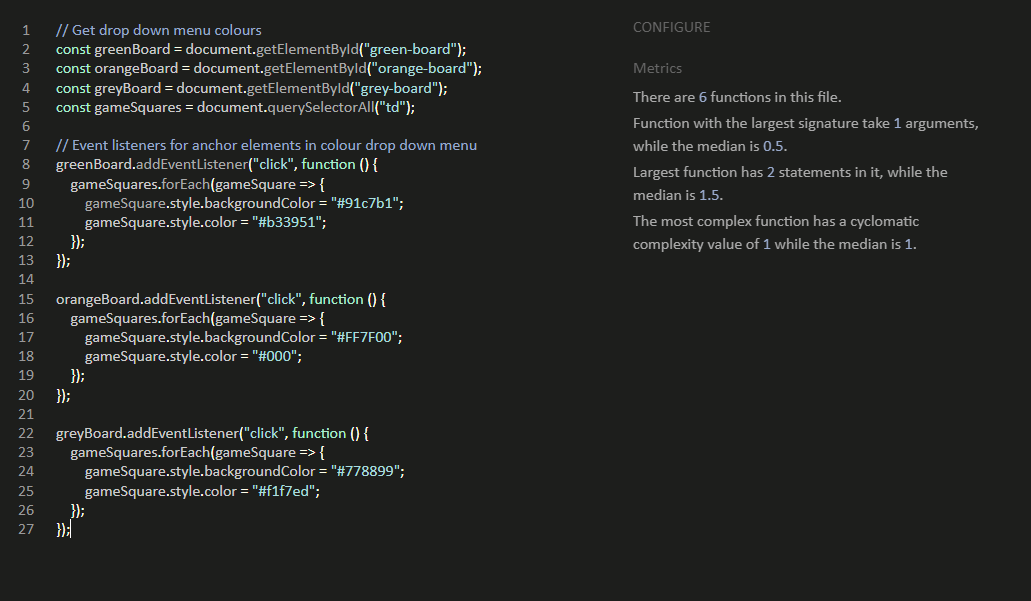 1 // Get drop down menu colours
2 const greenBoard = document.getElementById("green-board");
3 const orangeBoard = document.getElementById("orange-board");
4 const greyBoard = document.getElementById("grey-board");
5 const gameSquares = document.querySelectorAll("td");
6
7 // Event listeners for anchor elements in colour drop down menu
8 greenBoard.addEventListener("click", function () {
9   gameSquares.forEach(gameSquare => {
10     gameSquare.style.backgroundColor = "#91c7b1";
11     gameSquare.style.color = "#b33951";
12   });
13 });
14
15 orangeBoard.addEventListener("click", function () {
16   gameSquares.forEach(gameSquare => {
17     gameSquare.style.backgroundColor = "#FF7F00";
18     gameSquare.style.color = "#000";
19   });
20 });
21
22 greyBoard.addEventListener("click", function () {
23   gameSquares.forEach(gameSquare => {
24     gameSquare.style.backgroundColor = "#778899";
25     gameSquare.style.color = "#f1f7ed";
26   });
27 });
CONFIGURE
Metrics
There are 6 functions in this file.
Function with the largest signature take 1 arguments,
while the median is 0.5.
Largest function has 2 statements in it, while the
median is 1.5.
The most complex function has a cyclomatic
complexity value of 1 while the median is 1.